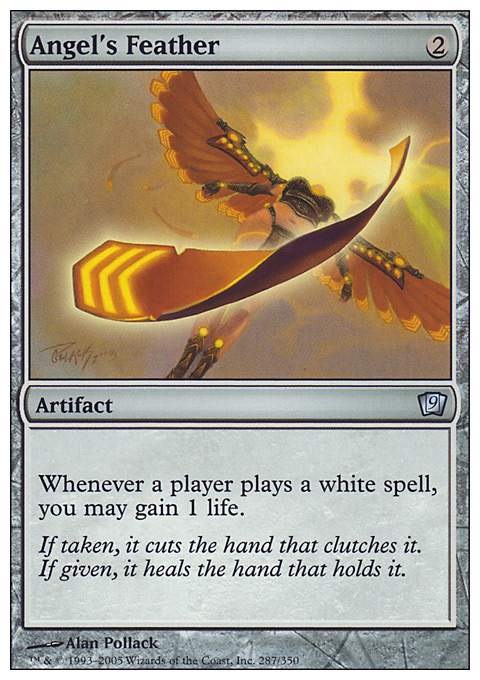 Angel's Feather 2
Artifact 9
Whenever a player plays a white spell,
you may gain 1 life.
If taken, it cuts the hand that clutches it.
If given, it heals the hand that holds it.
Alan Pollack
™ & © 1993–2005 Wizards of the Coast, Inc. 287/350